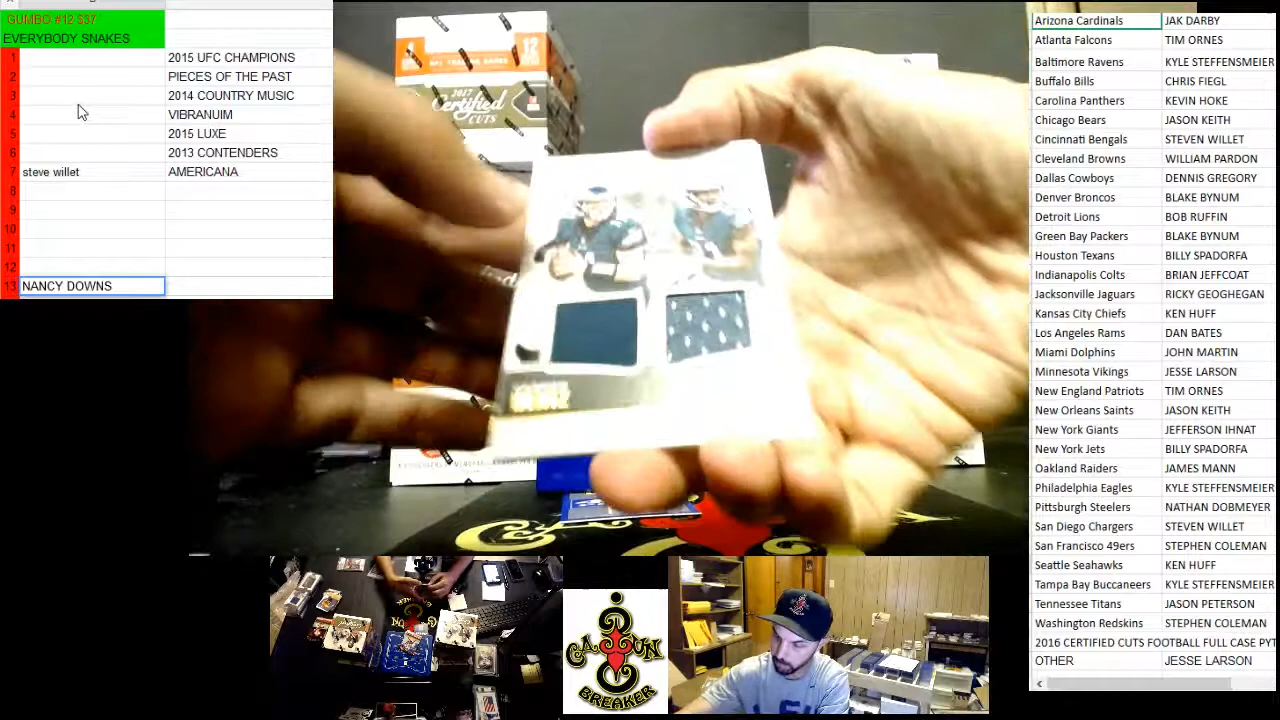 GUMBO #12 $37
EVERYBODY SNAKES
1 2015 UFC CHAMPIONS
2 PIECES OF THE PAST
3 2014 COUNTRY MUSIC
4 VIBRANUIM
5 2015 LUXE
6 2013 CONTENDERS
7 steve willet AMERICANA
8
9
10
11
12
13 NANCY DOWNS
12
2017
Certified
CUTS
Arizona Cardinals JAK DARBY
Atlanta Falcons TIM ORNES
Baltimore Ravens KYLE STEFFENSMEIER
Buffalo Bills CHRIS FIEGL
Carolina Panthers KEVIN HOKE
Chicago Bears JASON KEITH
Cincinnati Bengals STEVEN WILLET
Cleveland Browns WILLIAM PARDON
Dallas Cowboys DENNIS GREGORY
Denver Broncos BLAKE BYNUM
Detroit Lions BOB RUFFIN
Green Bay Packers BLAKE BYNUM
Houston Texans BILLY SPADORFA
Indianapolis Colts BRIAN JEFFCOAT
Jacksonville Jaguars RICKY GEOGHEGAN
Kansas City Chiefs KEN HUFF
Los Angeles Rams DAN BATES
Miami Dolphins JOHN MARTIN
Minnesota Vikings JESSE LARSON
New England Patriots TIM ORNES
New Orleans Saints JASON KEITH
New York Giants JEFFERSON IHNAT
New York Jets BILLY SPADORFA
Oakland Raiders JAMES MANN
Philadelphia Eagles KYLE STEFFENSMEIER
Pittsburgh Steelers NATHAN DOBMEYER
San Diego Chargers STEVEN WILLET
San Francisco 49ers STEPHEN COLEMAN
Seattle Seahawks KEN HUFF
Tampa Bay Buccaneers KYLE STEFFENSMEIER
Tennessee Titans JASON PETERSON
Washington Redskins STEPHEN COLEMAN
2016 CERTIFIED CUTS FOOTBALL FULL CASE PYT
OTHER JESSE LARSON
CAJUN
BREAKER